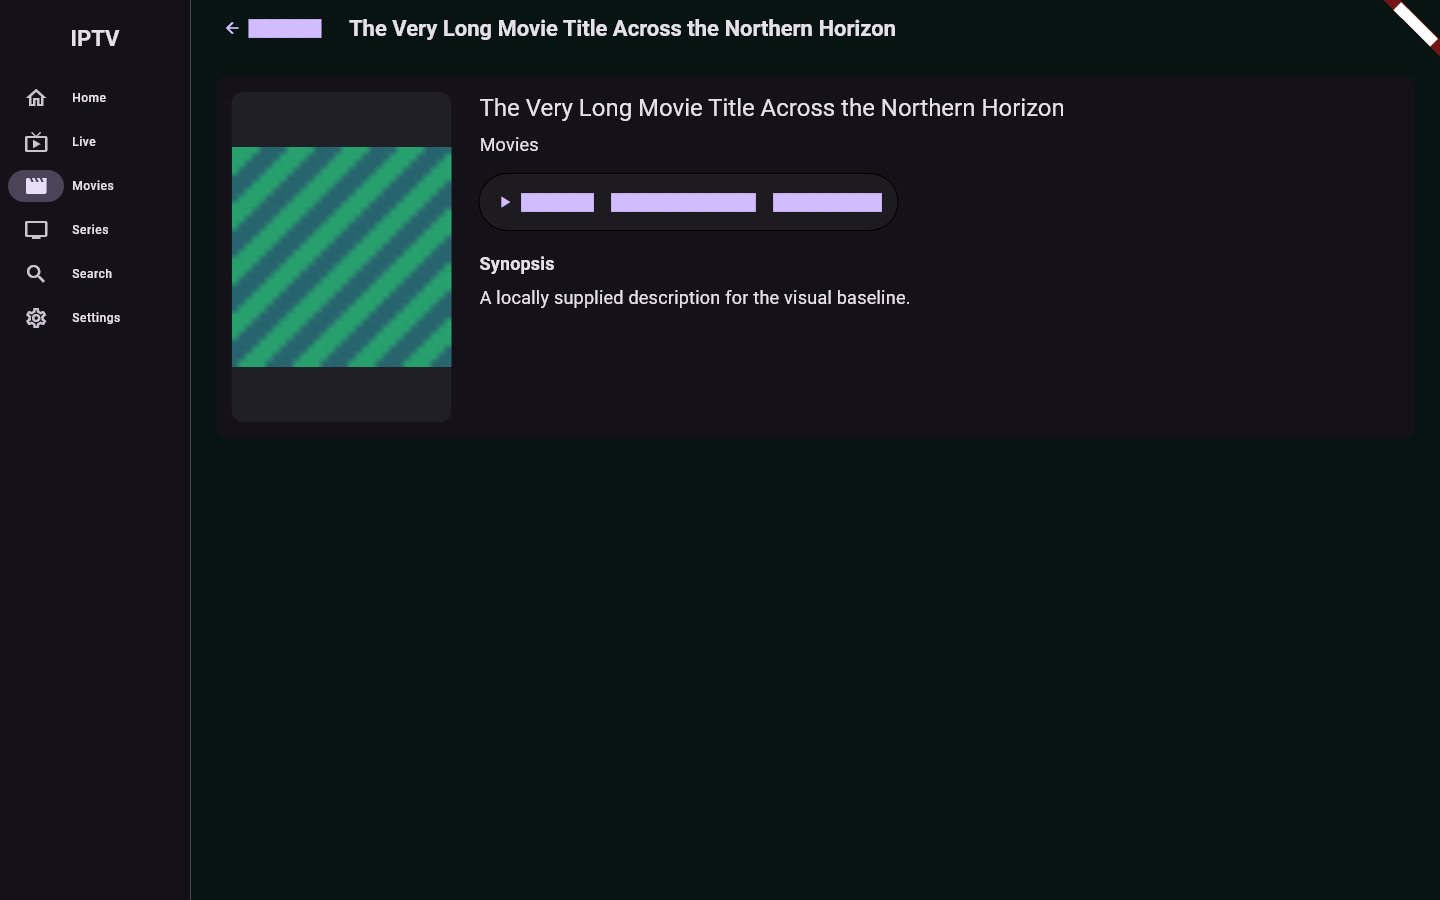 IPTV
Home
Live
Movies
Series
Search
Settings
The Very Long Movie Title Across the Northern Horizon
The Very Long Movie Title Across the Northern Horizon
Movies
Synopsis
A locally supplied description for the visual baseline.